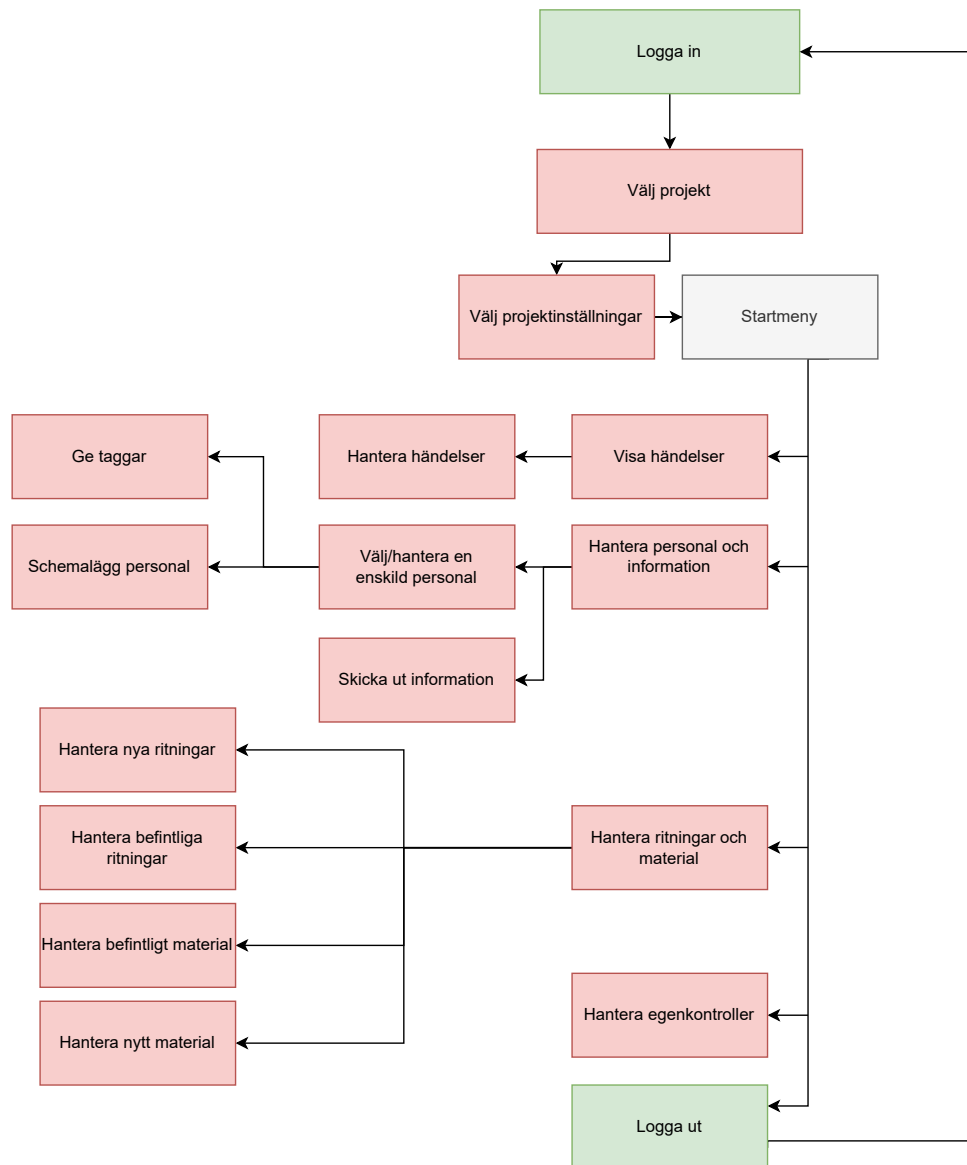 Logga in
Välj projekt
Välj projektinställningar
Startmeny
Ge taggar
Hantera händelser
Visa händelser
Schemalägg personal
Välj/hantera en
enskild personal
Hantera personal och
information
Skicka ut information
Hantera nya ritningar
Hantera befintliga
ritningar
Hantera ritningar och
material
Hantera befintligt material
Hantera egenkontroller
Hantera nytt material
Logga ut